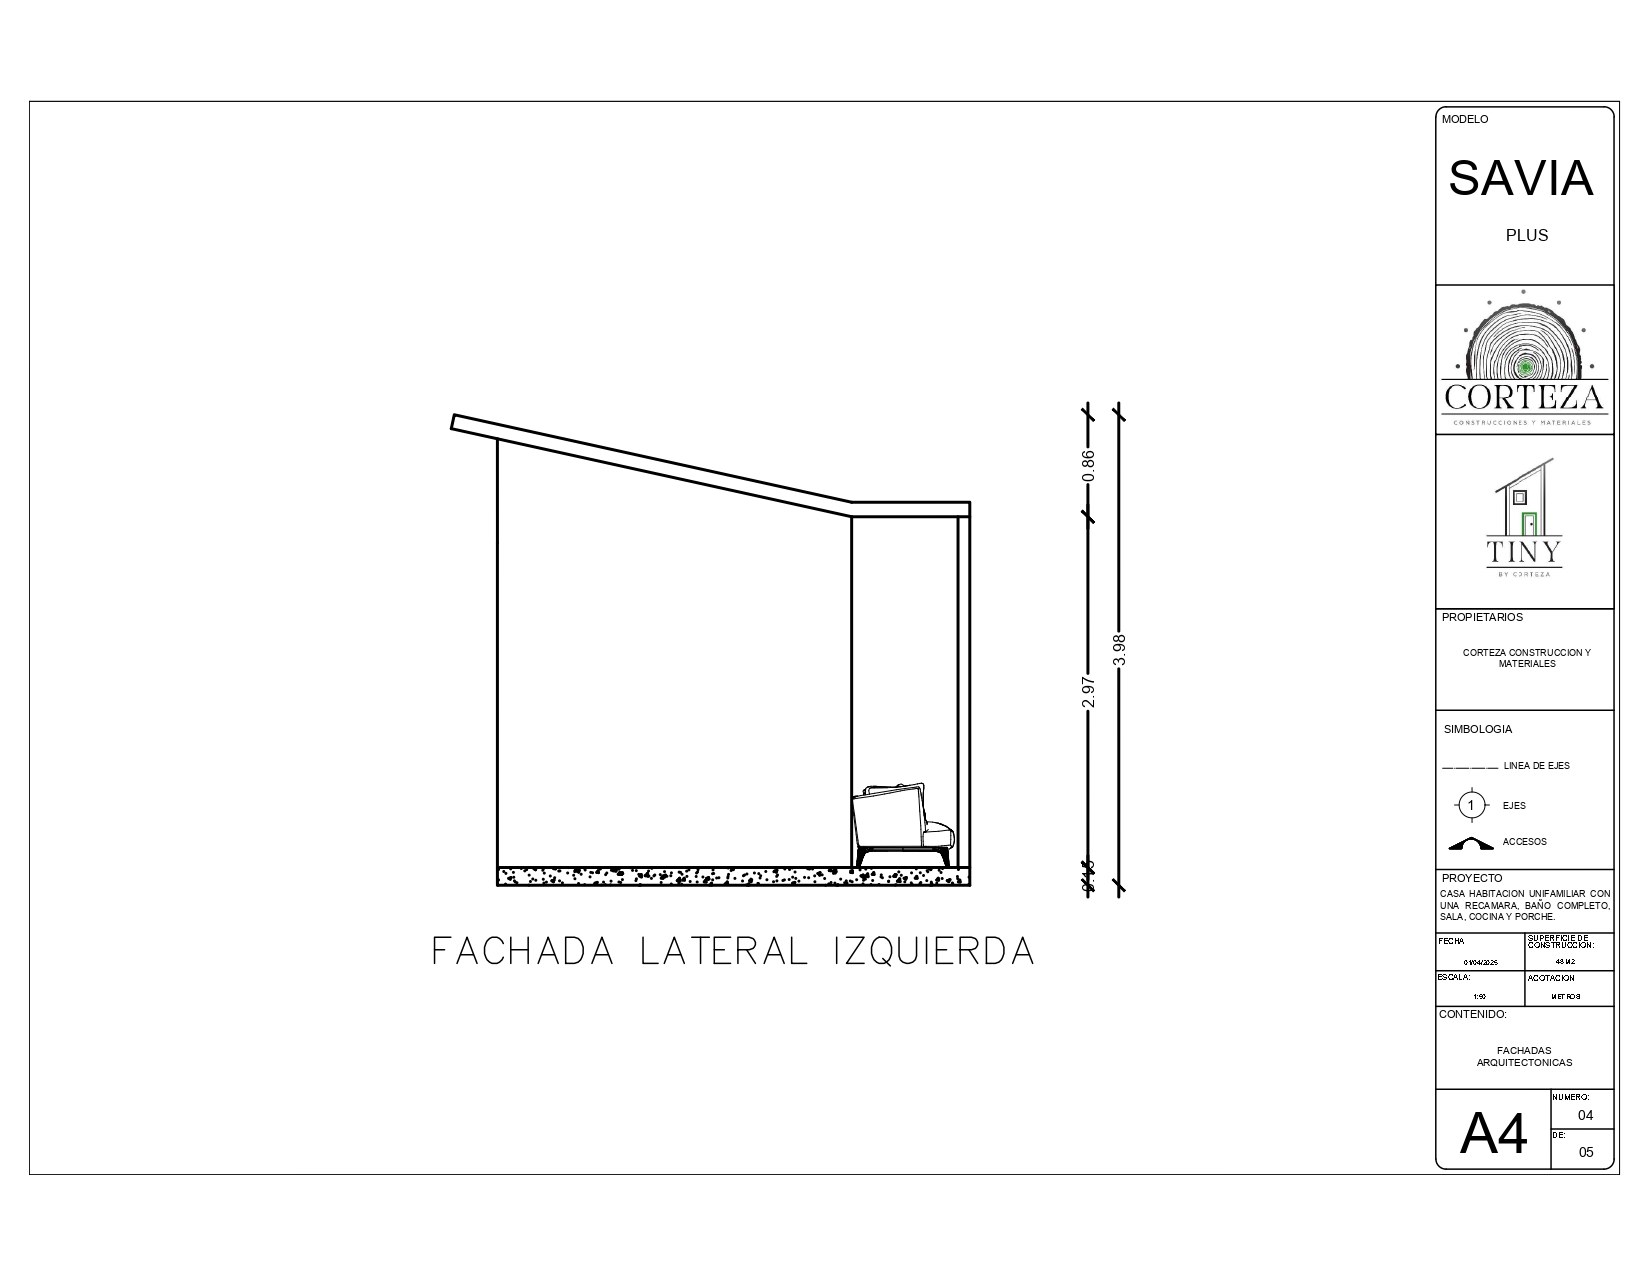 MODELO
SAVIA
PLUS
CORTEZA
CONSTRUCCIONES Y MATERIALES
TINY
BY CORTEZA
PROPIETARIOS
CORTEZA CONSTRUCCION Y
MATERIALES
SIMBOLOGIA
LINEA DE EJES
1
EJES
ACCESOS
PROYECTO
CASA HABITACION UNIFAMILIAR CON
UNA RECAMARA, BAÑO COMPLETO,
SALA, COCINA Y PORCHE.
FECHA
01/04/2025
SUPERFICIE DE
CONSTRUCCION:
48 M2
ESCALA:
1:50
ACOTACION
METROS
CONTENIDO:
FACHADAS
ARQUITECTONICAS
A4
NUMERO:
04
DE:
05
0.86
2.97
3.98
FACHADA LATERAL IZQUIERDA